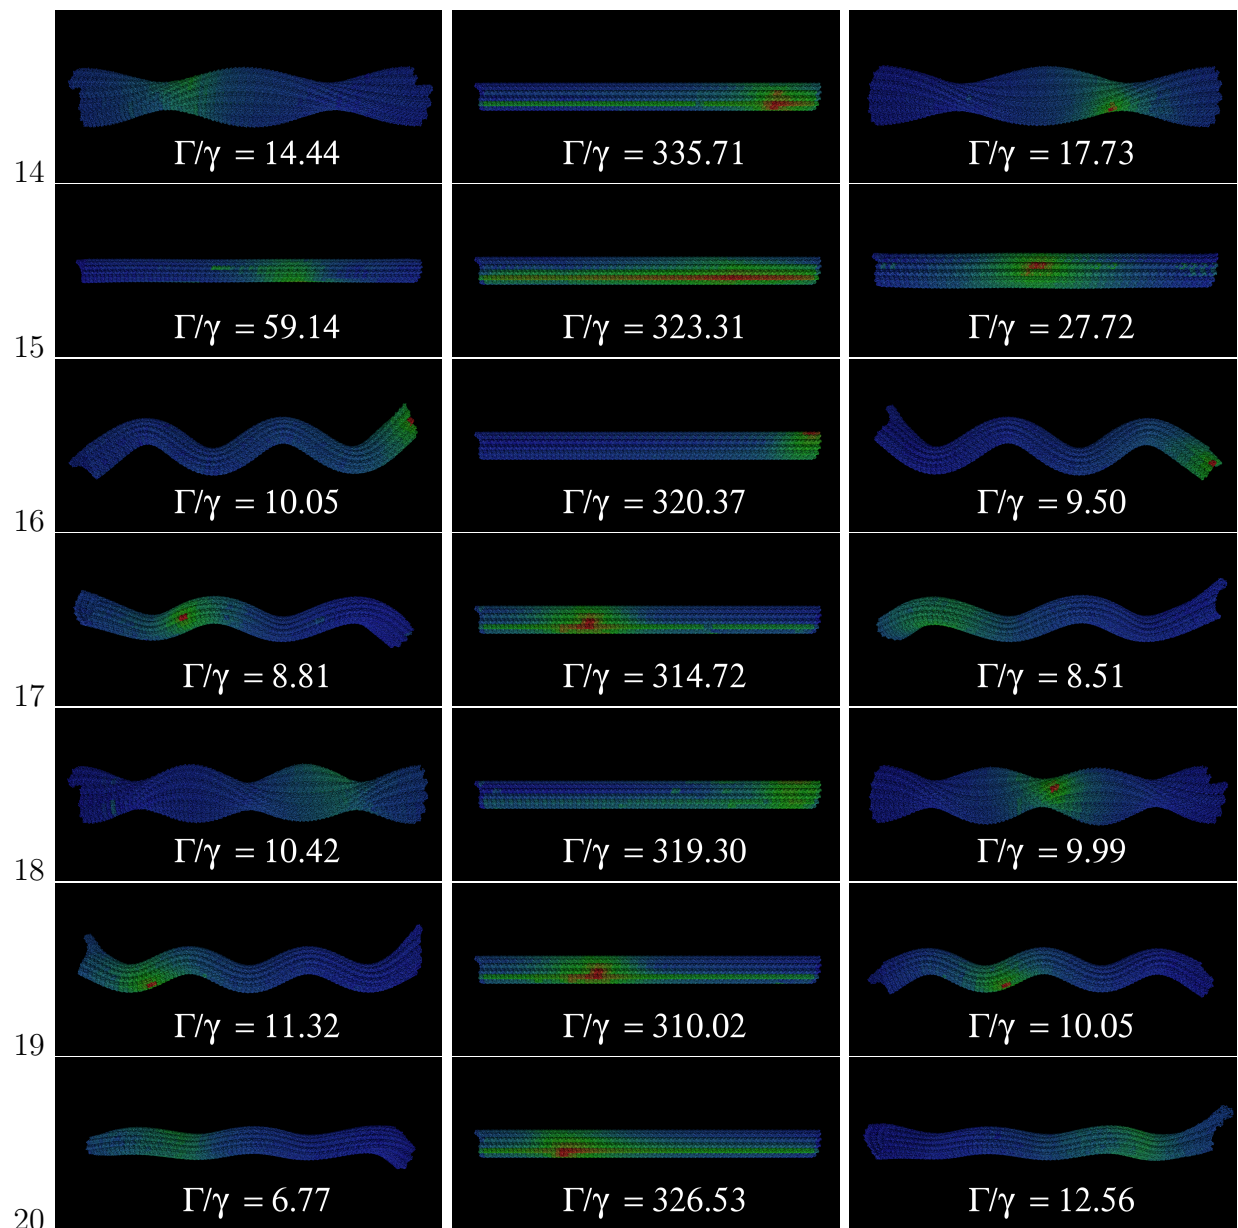 Γ/γ = 14.44 Γ/γ = 335.71 Γ/γ = 17.73
14
Γ/γ = 59.14 Γ/γ = 323.31 Γ/γ = 27.72
15
Γ/γ = 10.05 Γ/γ = 320.37 Γ/γ = 9.50
16
Γ/γ = 8.81 Γ/γ = 314.72 Γ/γ = 8.51
17
Γ/γ = 10.42 Γ/γ = 319.30 Γ/γ = 9.99
18
Γ/γ = 11.32 Γ/γ = 310.02 Γ/γ = 10.05
19
Γ/γ = 6.77 Γ/γ = 326.53 Γ/γ = 12.56
20